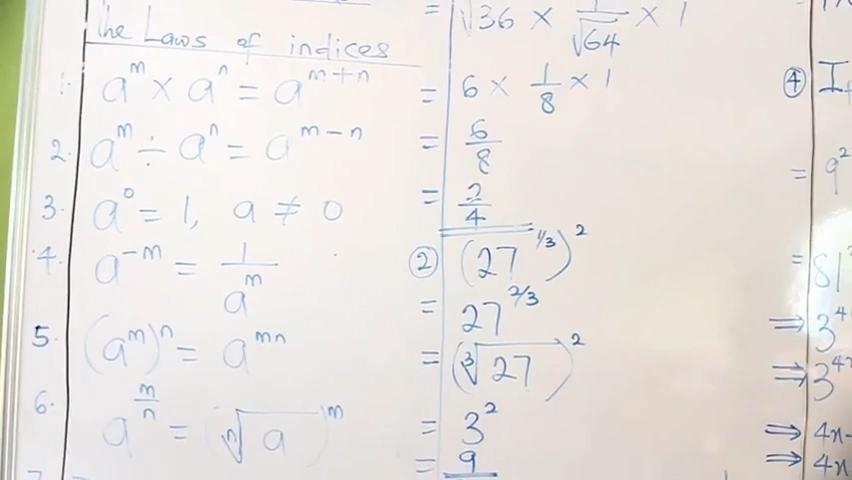 The Laws of indices
1. a^m × a^n = a^{m+n}
2. a^m ÷ a^n = a^{m-n}
3. a^0 = 1, a ≠ 0
4. a^{-m} = 1/a^m
5. (a^m)^n = a^{mn}
6. a^{m/n} = (ⁿ√a)^m
= √36 × 1/√64 × 1
= 6 × 1/8 × 1
= 6/8
= 2/4
② (27^{1/3})^2
= 27^{2/3}
= (³√27)^2
= 3^2
= 9
④ I
= 9^2
= 81
⇒ 3^4
⇒ 3^4
⇒ 4x-
⇒ 4x